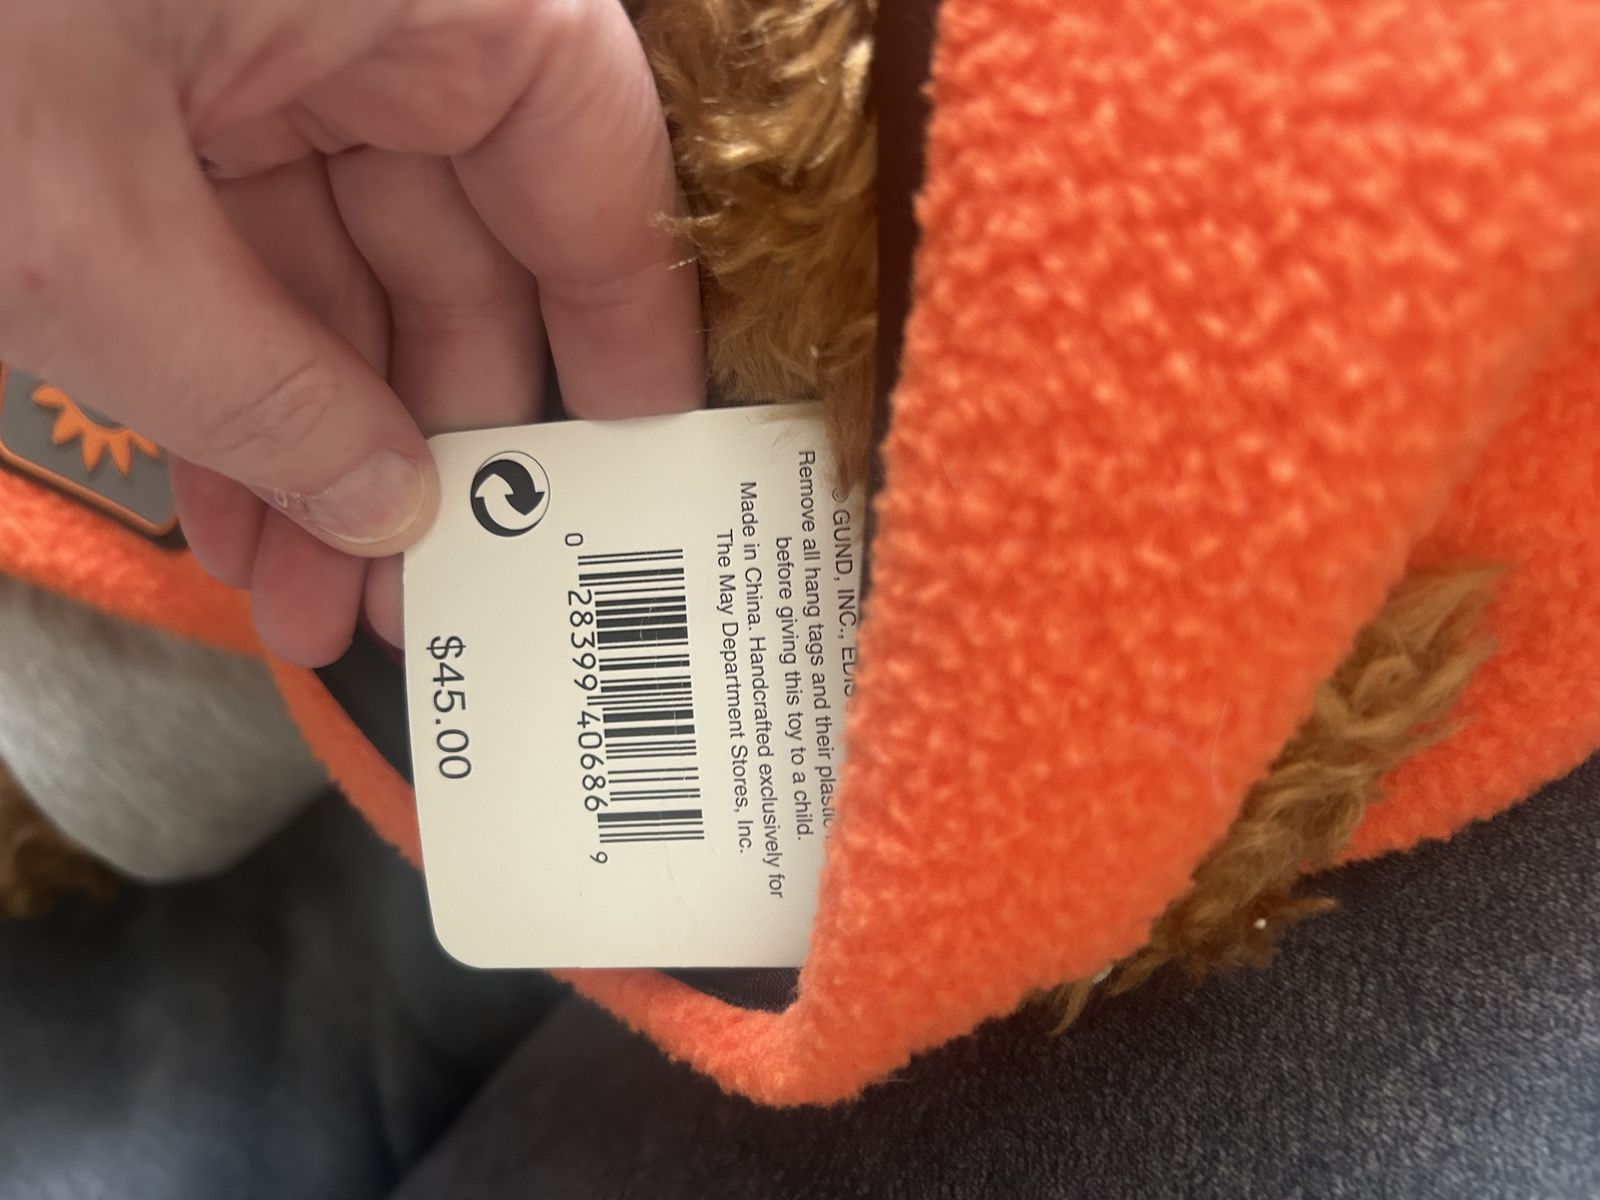 © GUND, INC.,
Remove all hang tags and their plastic
before giving this toy to a child.
Made in China. Handcrafted exclusively for
The May Department Stores, Inc.
0 28399 40686 9
$45.00